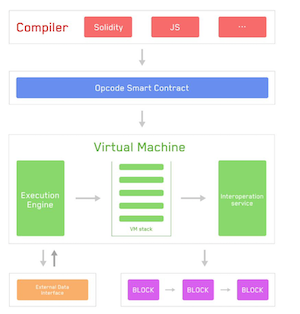 Compiler
Solidity
JS
...
Opcode Smart Contract
Virtual Machine
Execution
Engine
VM stack
Interoperation
service
External Data
Interface
BLOCK
BLOCK
BLOCK